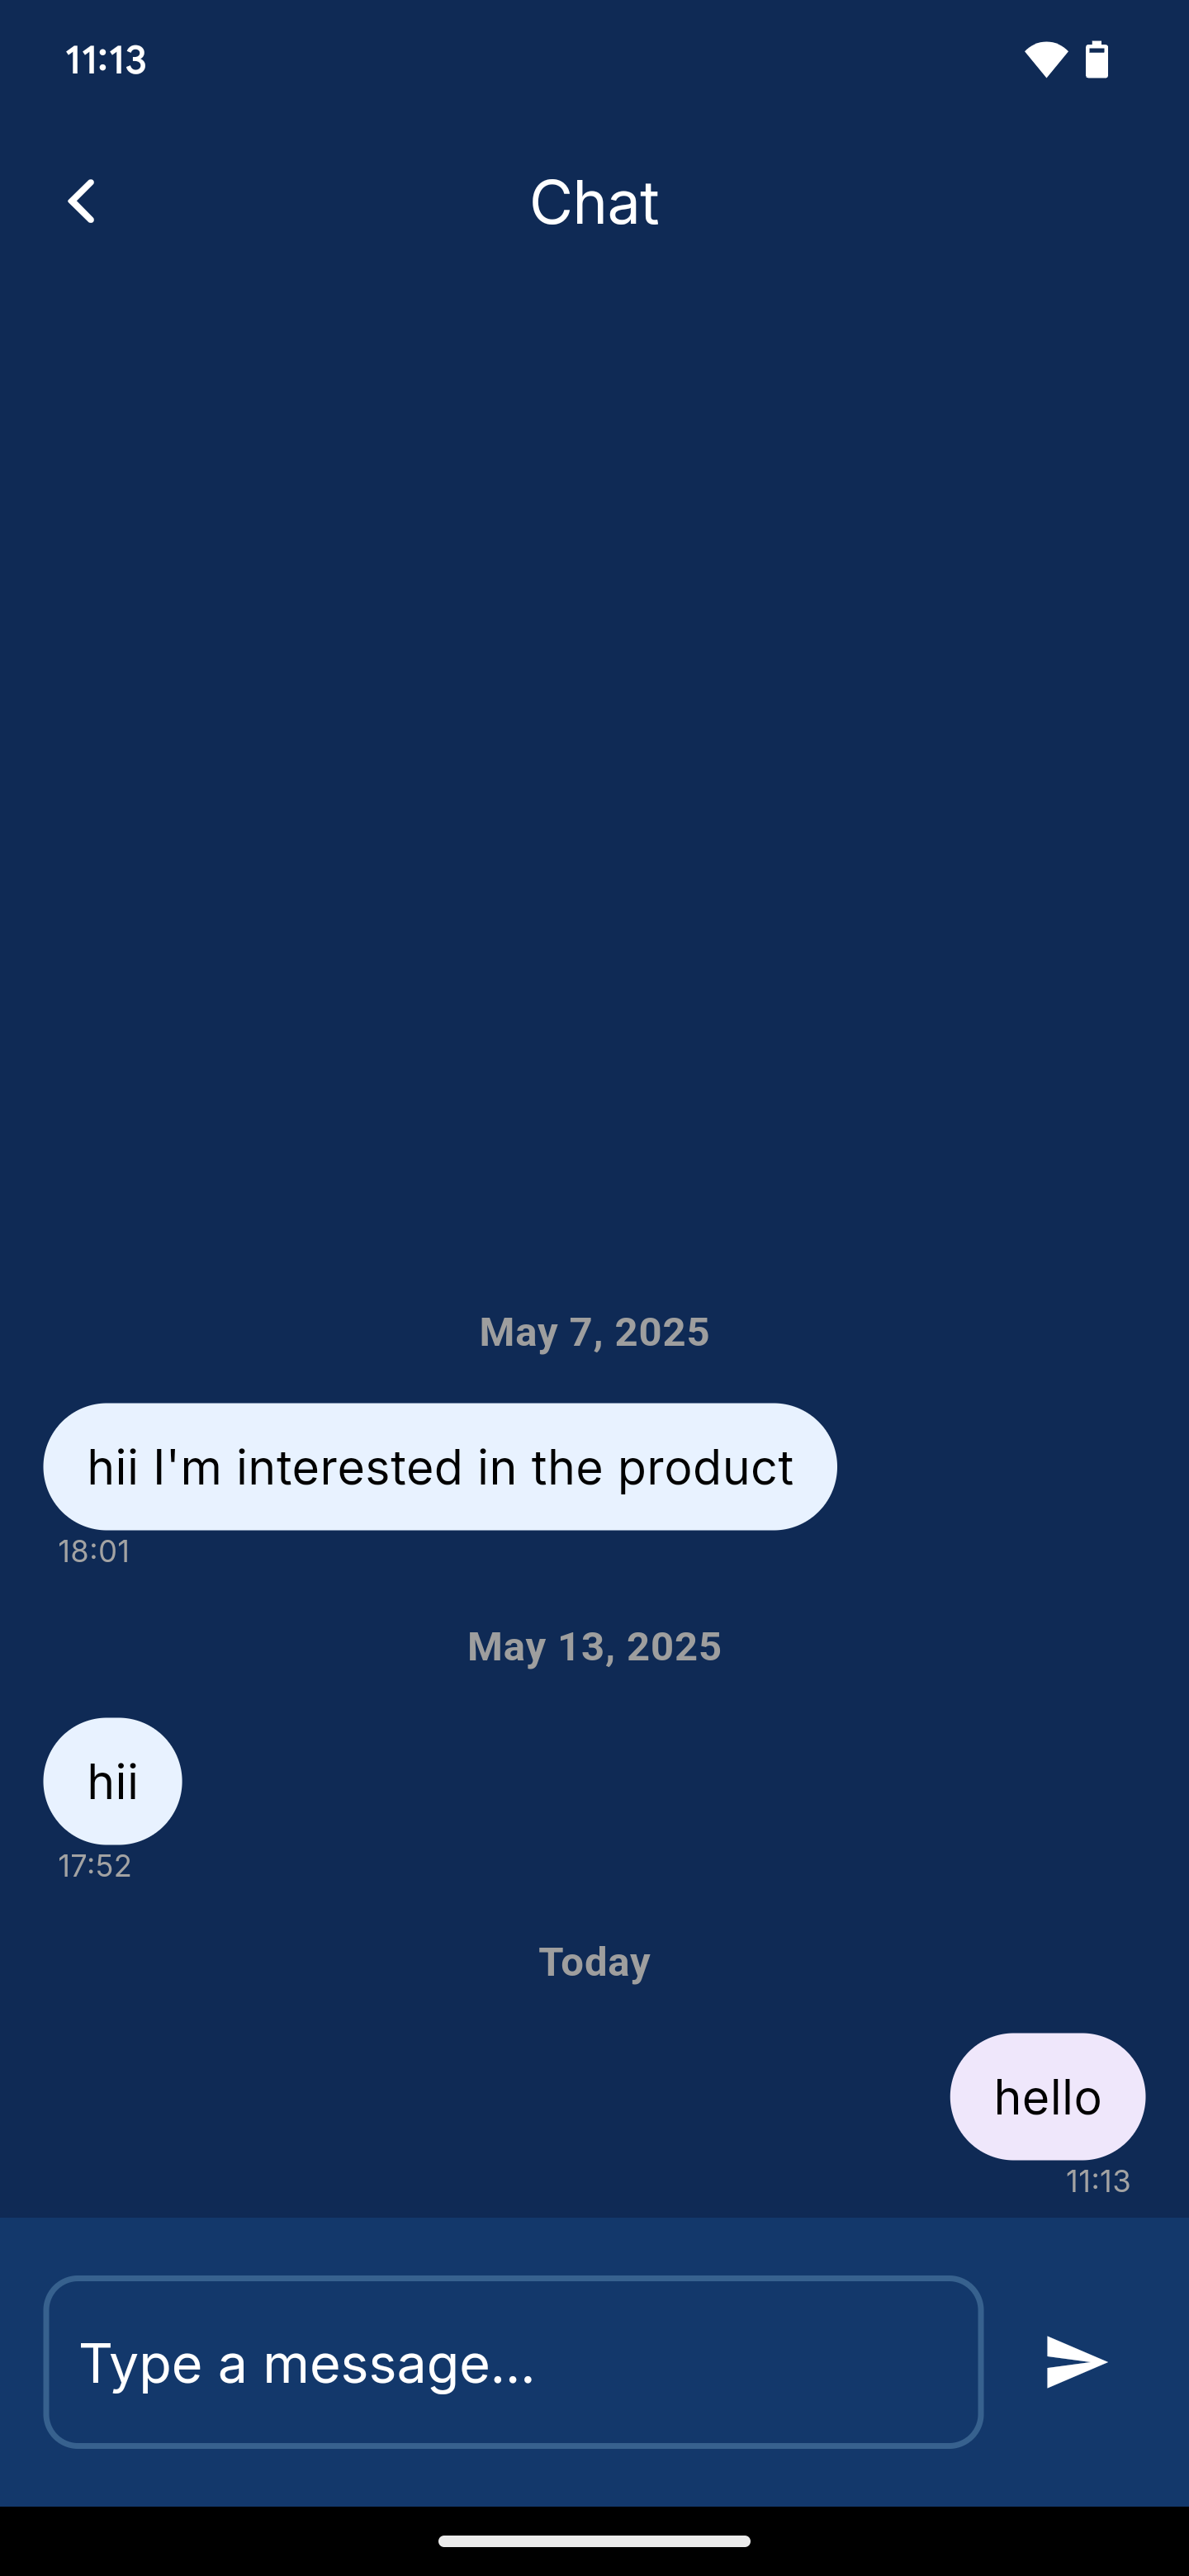 11:13
Chat
May 7, 2025
hii I'm interested in the product
18:01
May 13, 2025
hii
17:52
Today
hello
11:13
Type a message...